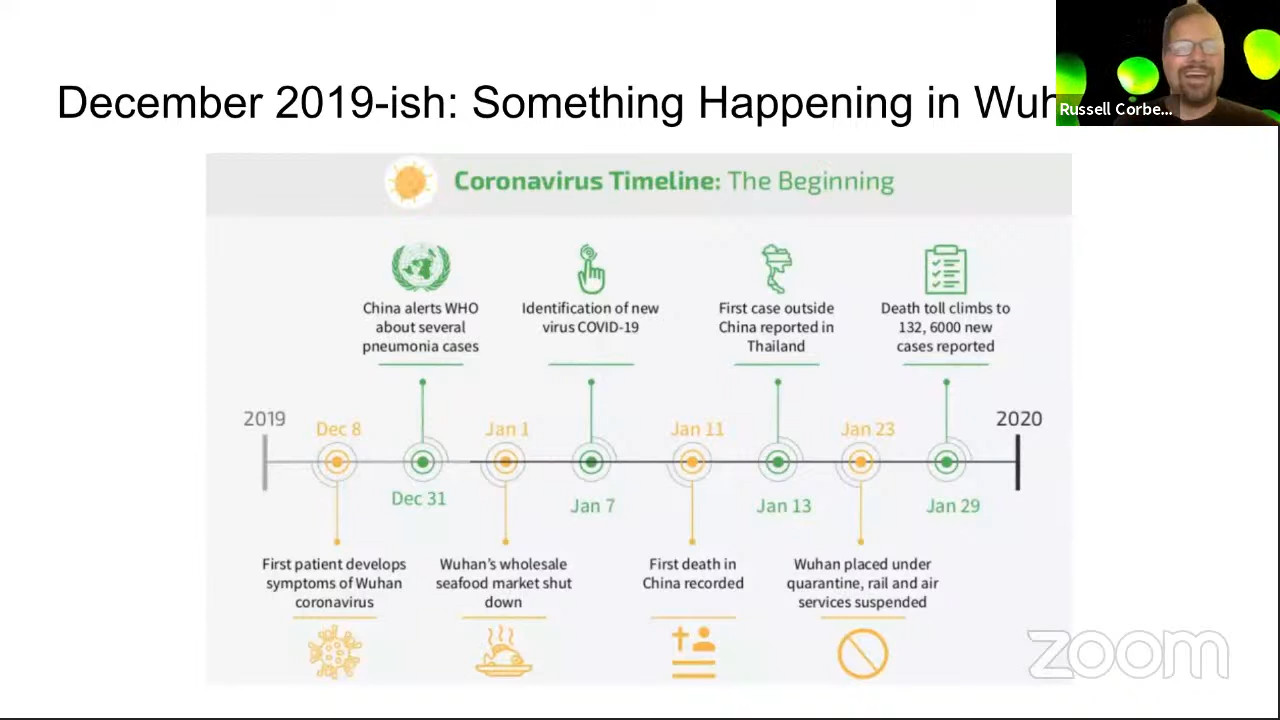 December 2019-ish: Something Happening in Wuh
Russell Corbe...
Coronavirus Timeline: The Beginning
China alerts WHO
about several
pneumonia cases
Identification of new
virus COVID-19
First case outside
China reported in
Thailand
Death toll climbs to
132, 6000 new
cases reported
2019
Dec 8
Dec 31
Jan 1
Jan 7
Jan 11
Jan 13
Jan 23
Jan 29
2020
First patient develops
symptoms of Wuhan
coronavirus
Wuhan's wholesale
seafood market shut
down
First death in
China recorded
Wuhan placed under
quarantine, rail and air
services suspended
zoom